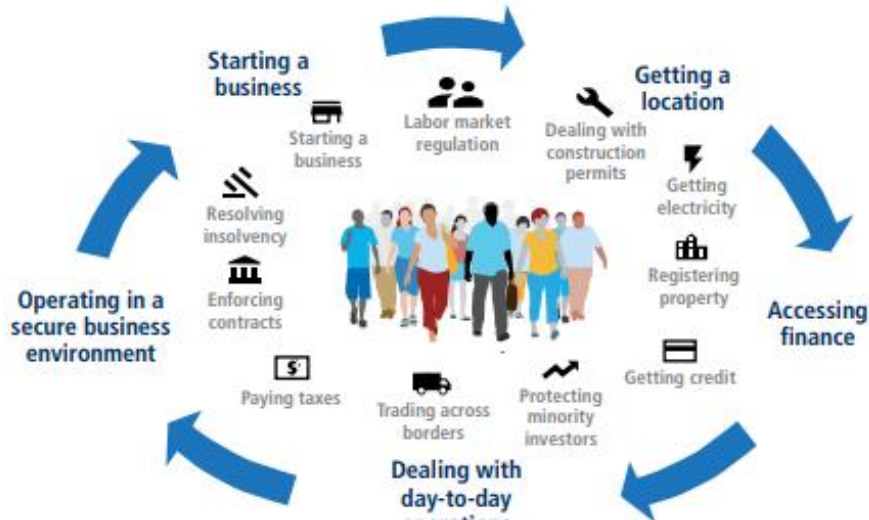 Starting a
business
Getting a
location
Starting a
business
Labor market
regulation
Dealing with
construction
permits
Getting
electricity
Resolving
insolvency
Registering
property
Operating in a
secure business
environment
Enforcing
contracts
Accessing
finance
Getting credit
Paying taxes
Trading across
borders
Protecting
minority
investors
Dealing with
day-to-day